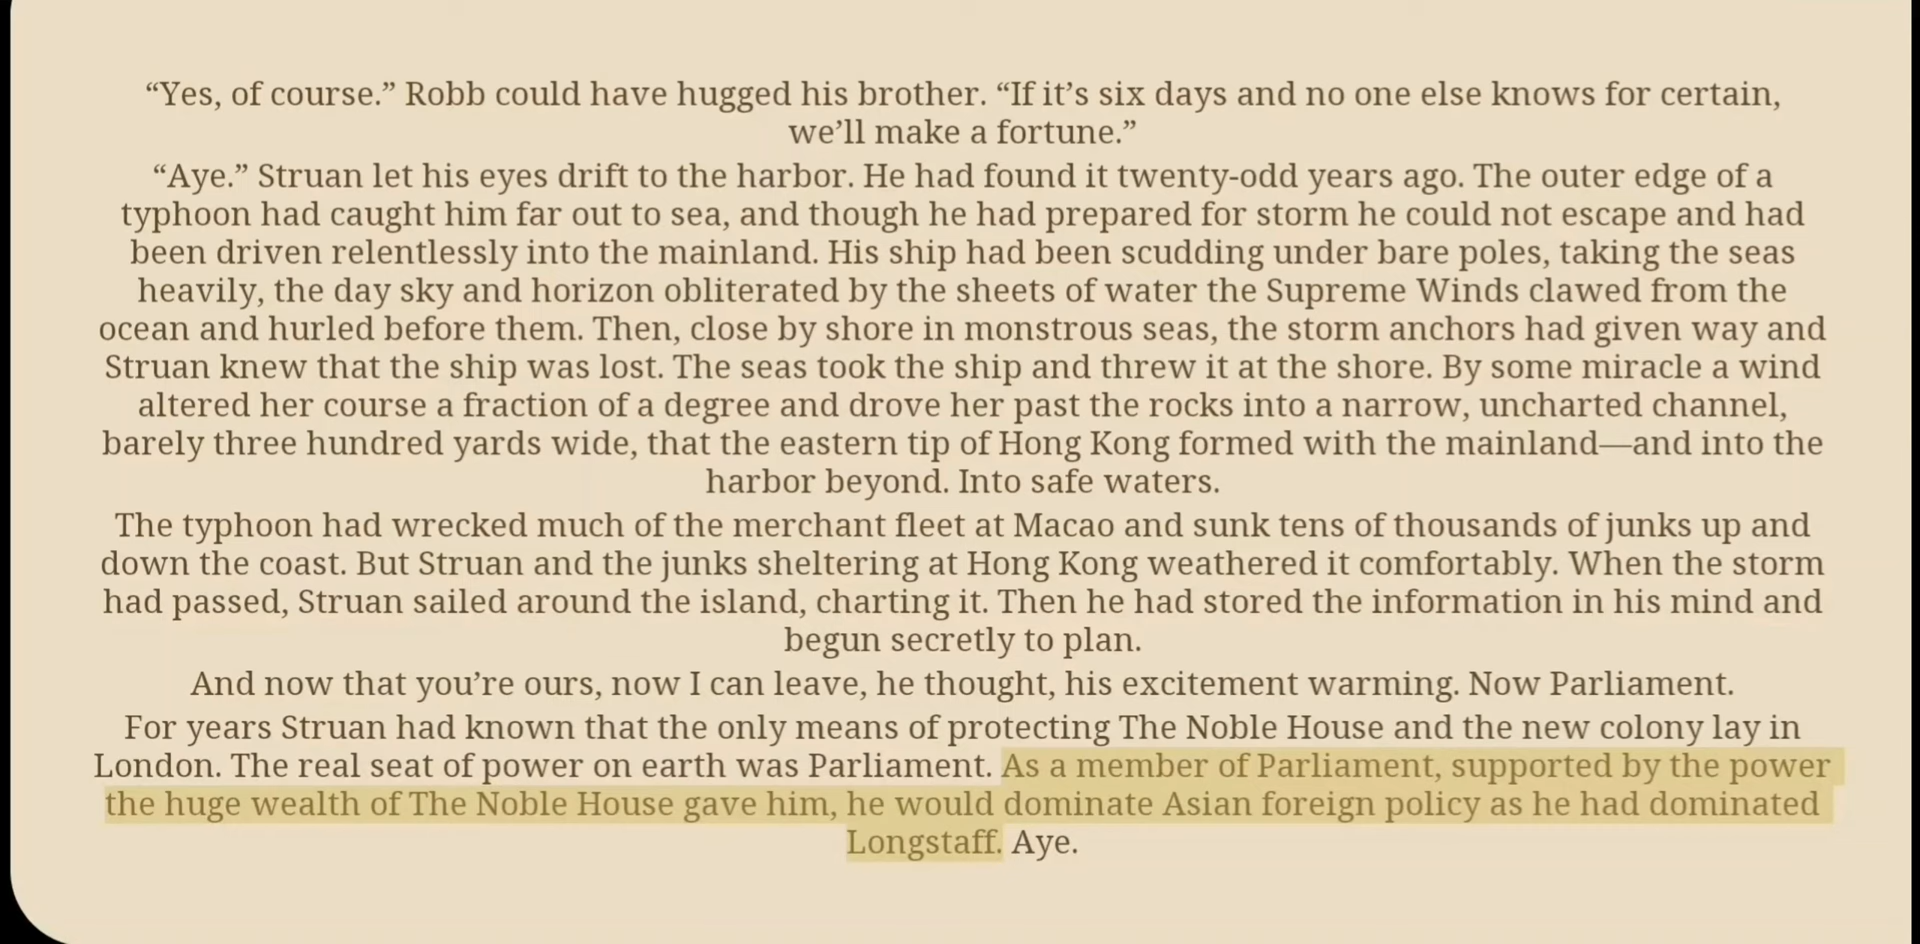 “Yes, of course.” Robb could have hugged his brother. “If it’s six days and no one else knows for certain,
we’ll make a fortune.”
“Aye.” Struan let his eyes drift to the harbor. He had found it twenty-odd years ago. The outer edge of a
typhoon had caught him far out to sea, and though he had prepared for storm he could not escape and had
been driven relentlessly into the mainland. His ship had been scudding under bare poles, taking the seas
heavily, the day sky and horizon obliterated by the sheets of water the Supreme Winds clawed from the
ocean and hurled before them. Then, close by shore in monstrous seas, the storm anchors had given way and
Struan knew that the ship was lost. The seas took the ship and threw it at the shore. By some miracle a wind
altered her course a fraction of a degree and drove her past the rocks into a narrow, uncharted channel,
barely three hundred yards wide, that the eastern tip of Hong Kong formed with the mainland—and into the
harbor beyond. Into safe waters.
The typhoon had wrecked much of the merchant fleet at Macao and sunk tens of thousands of junks up and
down the coast. But Struan and the junks sheltering at Hong Kong weathered it comfortably. When the storm
had passed, Struan sailed around the island, charting it. Then he had stored the information in his mind and
begun secretly to plan.
And now that you’re ours, now I can leave, he thought, his excitement warming. Now Parliament.
For years Struan had known that the only means of protecting The Noble House and the new colony lay in
London. The real seat of power on earth was Parliament. As a member of Parliament, supported by the power
the huge wealth of The Noble House gave him, he would dominate Asian foreign policy as he had dominated
Longstaff. Aye.